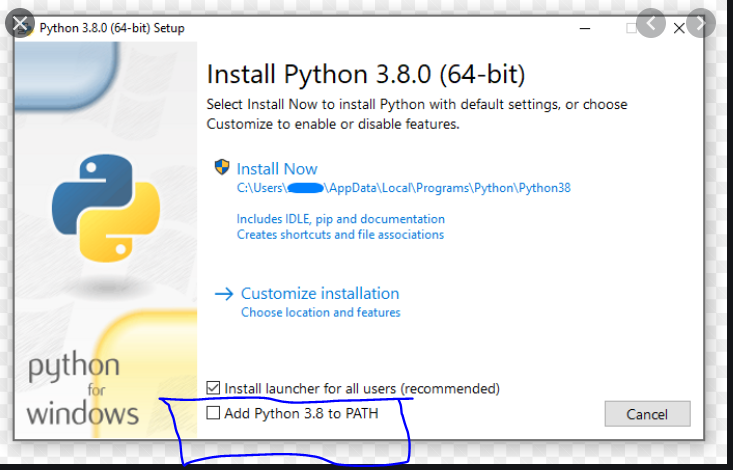 Python 3.8.0 (64-bit) Setup
Install Python 3.8.0 (64-bit)
Select Install Now to install Python with default settings, or choose
Customize to enable or disable features.
Install Now
C:\Users\ \AppData\Local\Programs\Python\Python38
Includes IDLE, pip and documentation
Creates shortcuts and file associations
Customize installation
Choose location and features
python
for
windows
Install launcher for all users (recommended)
Add Python 3.8 to PATH
Cancel